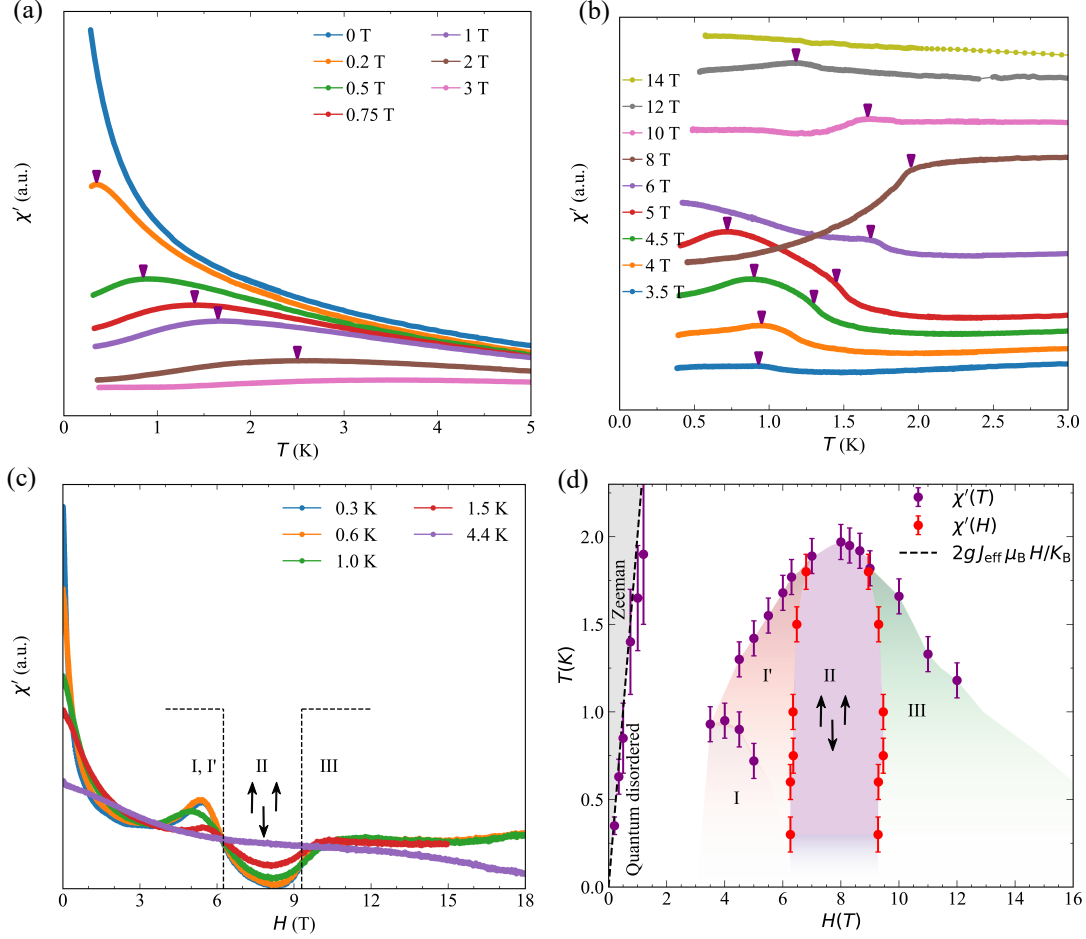 (a)
χ′ (a.u.)
0 T
0.2 T
0.5 T
0.75 T
1 T
2 T
3 T
0 1 2 3 4 5
T (K)
(b)
χ′ (a.u.)
14 T
12 T
10 T
8 T
6 T
5 T
4.5 T
4 T
3.5 T
0.0 0.5 1.0 1.5 2.0 2.5 3.0
T (K)
(c)
χ′ (a.u.)
0.3 K
0.6 K
1.0 K
1.5 K
4.4 K
I, I' II III
0 3 6 9 12 15 18
H (T)
(d)
T(K)
2.0
1.5
1.0
0.5
0.0
χ′(T)
χ′(H)
2gJ_eff μ_B H/K_B
Zeeman
Quantum disordered
I' II III
I
0 2 4 6 8 10 12 14 16
H(T)